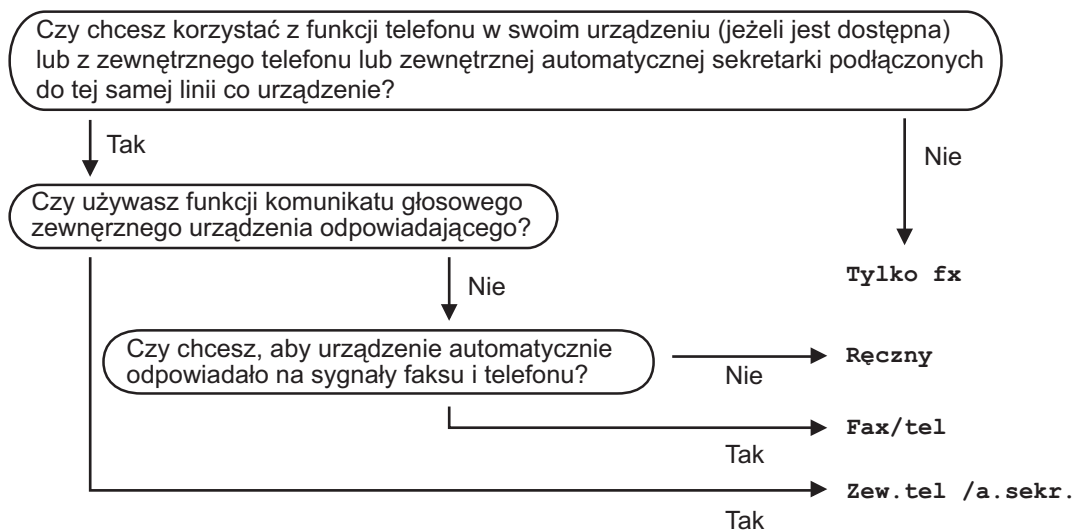 Czy chcesz korzystać z funkcji telefonu w swoim urządzeniu (jeżeli jest dostępna)
lub z zewnętrznego telefonu lub zewnętrznej automatycznej sekretarki podłączonych
do tej samej linii co urządzenie?
Tak
Nie
Czy używasz funkcji komunikatu głosowego
zewnęrznego urządzenia odpowiadającego?
Tylko fx
Nie
Czy chcesz, aby urządzenie automatycznie
odpowiadało na sygnały faksu i telefonu?
Nie
Ręczny
Fax/tel
Tak
Zew.tel /a.sekr.
Tak